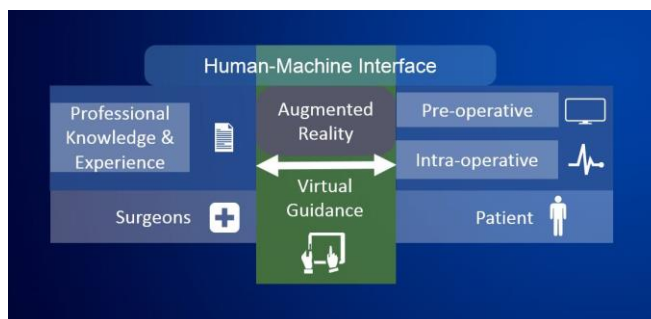 Human-Machine Interface
Professional
Knowledge &
Experience
Augmented
Reality
Pre-operative
Intra-operative
Virtual
Guidance
Surgeons
Patient